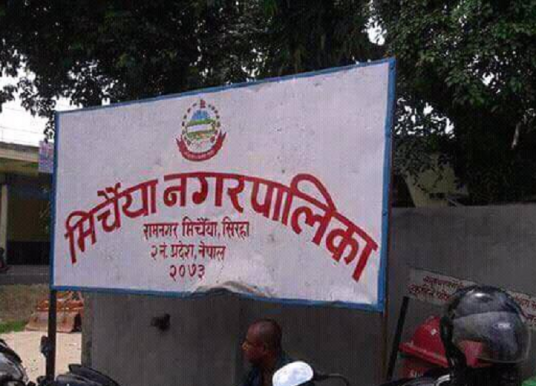 मिर्चैया नगरपालिका
रामनगर मिर्चैया, सिरहा
२ नं. प्रदेश, नेपाल
२०७३